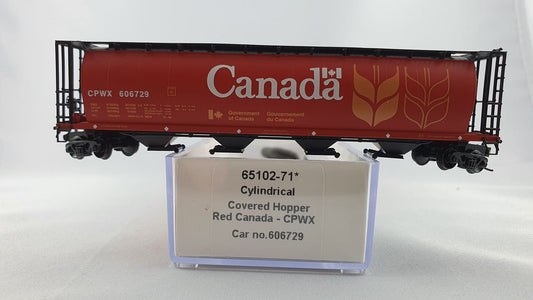 Canada
CPWX 606729
Government
of Canada
Gouvernement
du Canada
65102-71*
Cylindrical
Covered Hopper
Red Canada - CPWX
Car no.606729